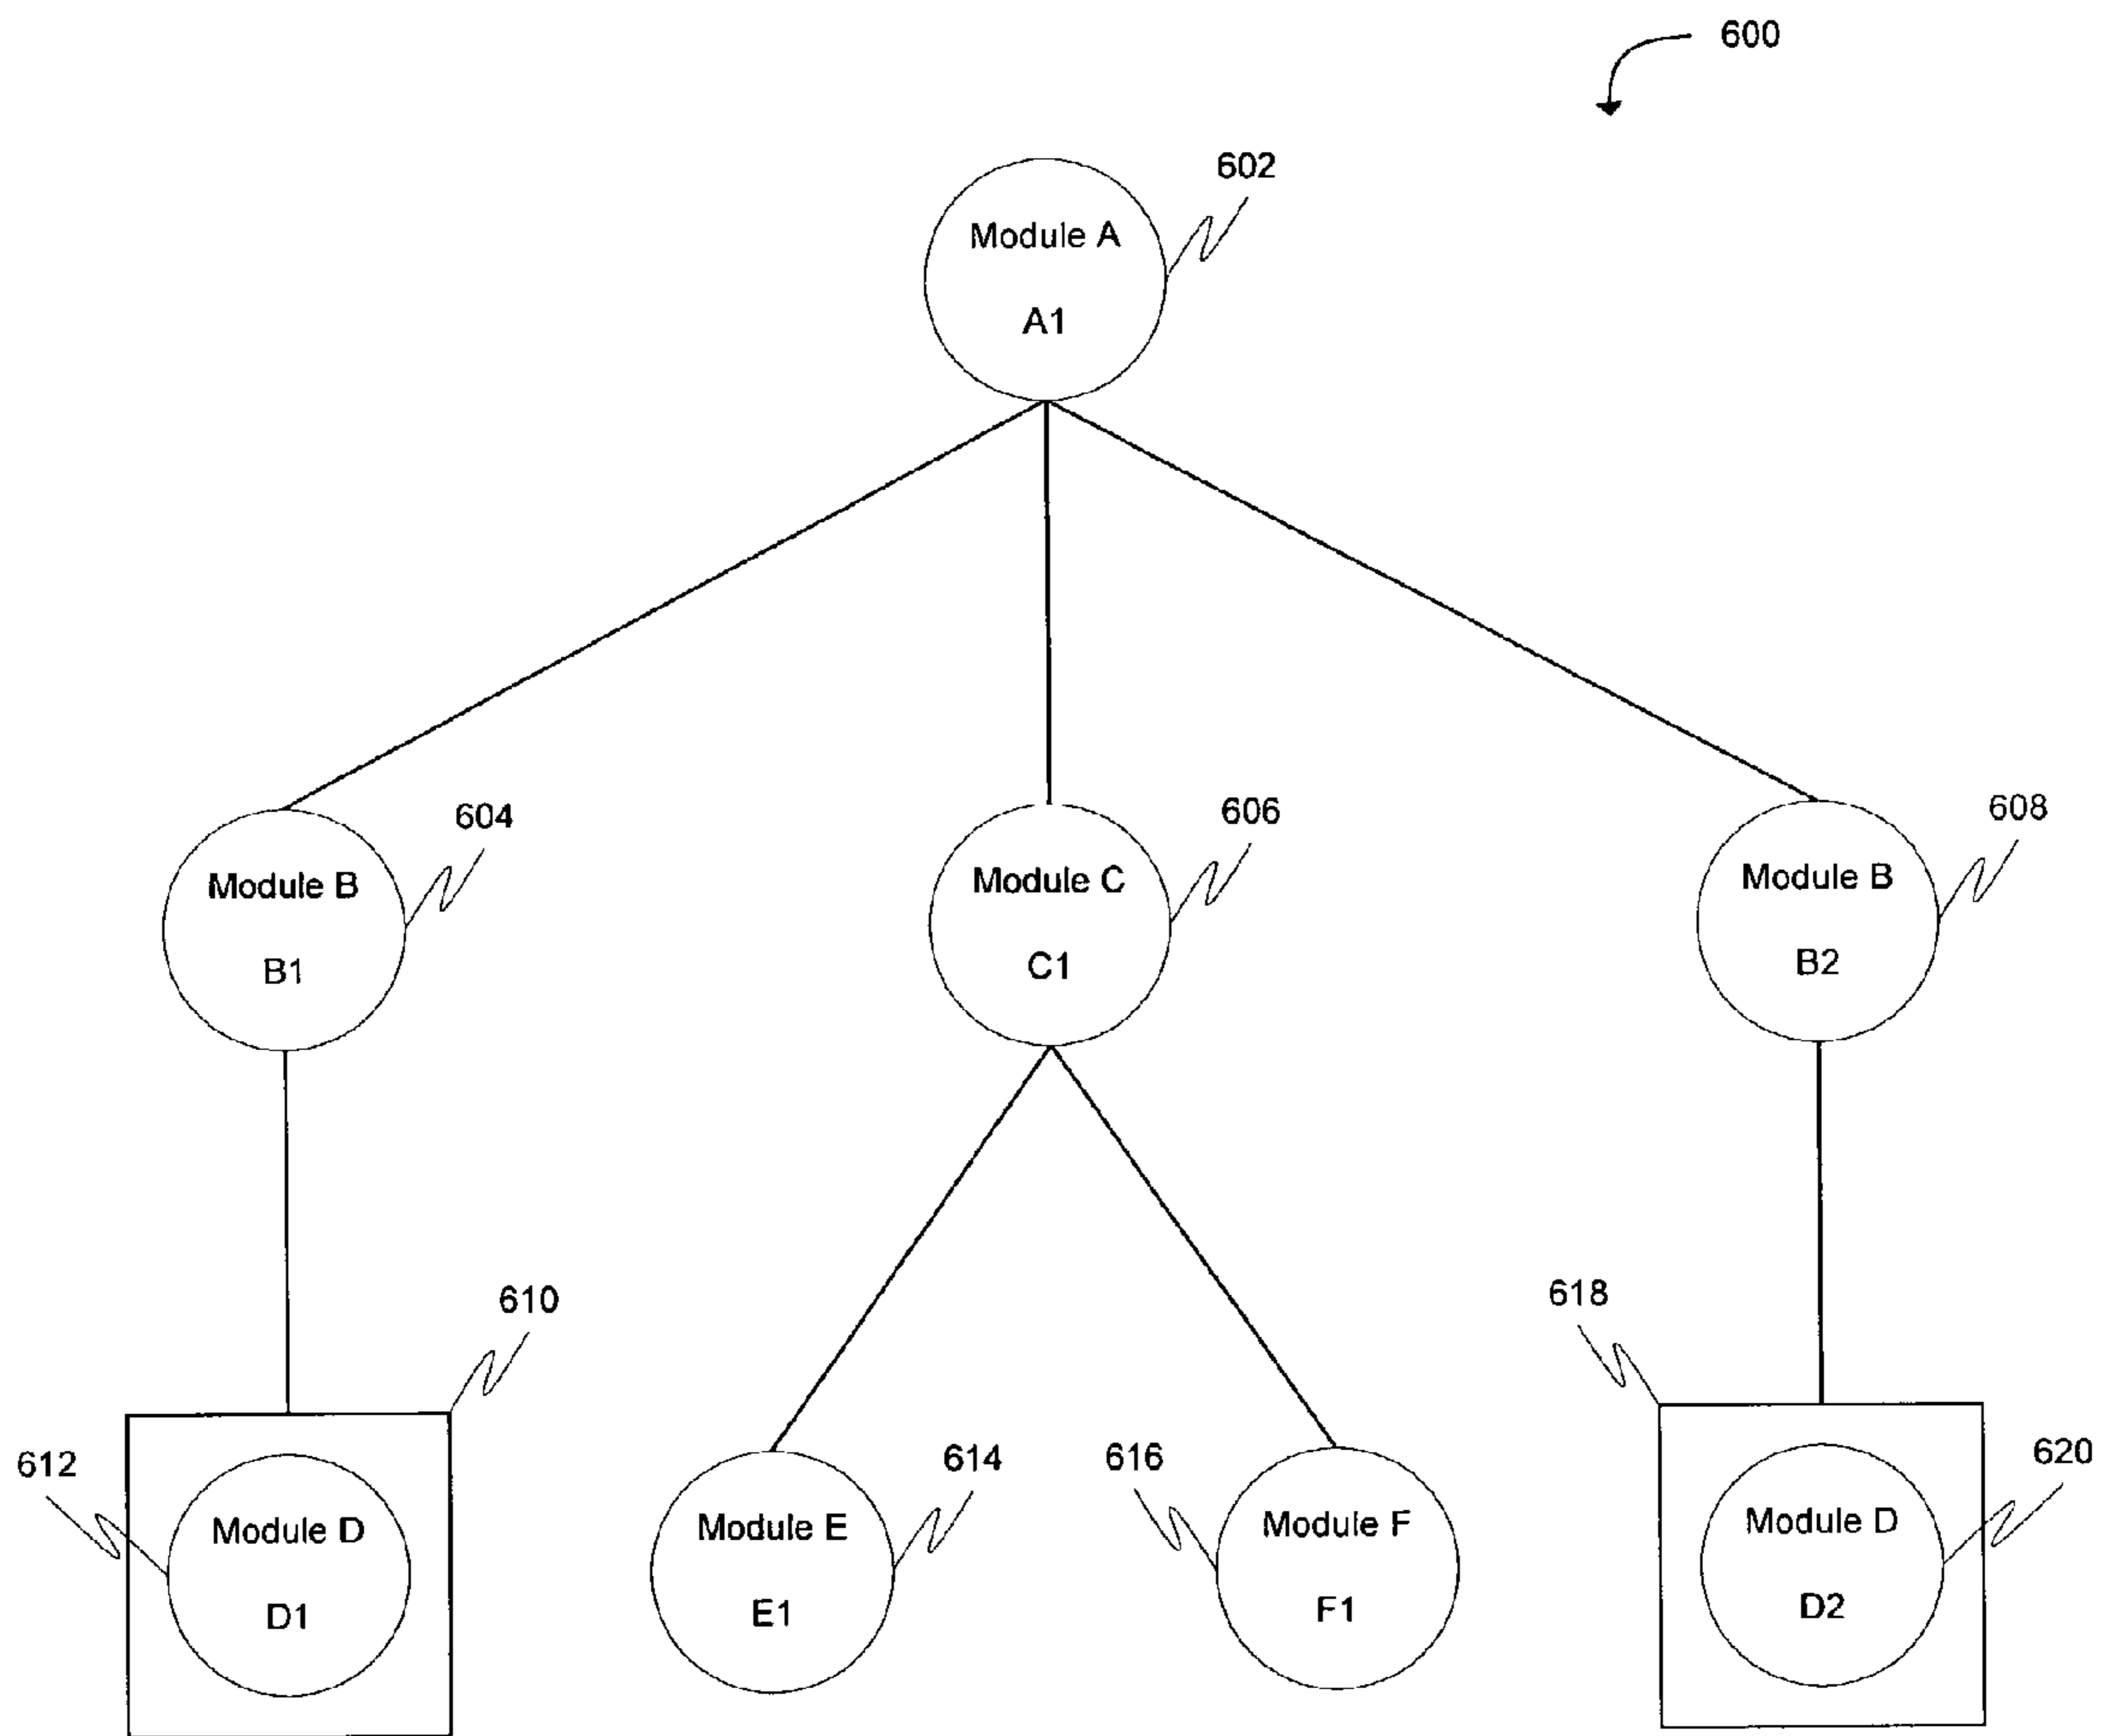 600
602
Module A
A1
604
606
608
Module B
B1
Module C
C1
Module B
B2
610
618
612
614
616
620
Module D
D1
Module E
E1
Module F
F1
Module D
D2